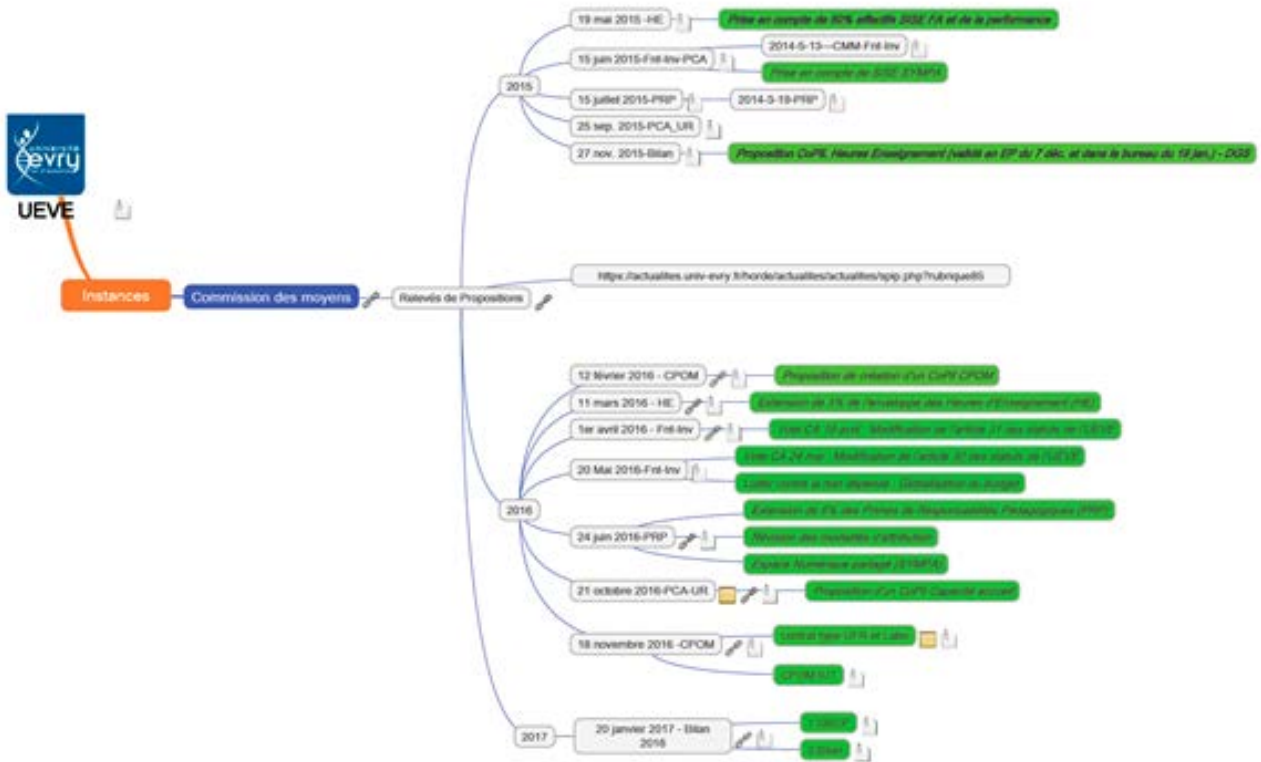 université
evry
UEVE
Instances
Commission des moyens
Relevés de Propositions
2015
19 mai 2015 -HE
Prise en compte de 80% effectifs SISE FA et de la performance
15 juin 2015-Fnt-Inv-PCA
2014-5-13---CMM-Fnt-Inv
Prise en compte de SISE SYMPA
15 juillet 2015-PRP
2014-3-19-PRP
25 sep. 2015-PCA_UR
27 nov. 2015-Bilan
Proposition CoPil, Heures Enseignement (validé en EP du 7 déc. et dans le bureau du 18 jan.) - DGS
https://actualites.univ-evry.fr/horde/actualites/actualites/spip.php?rubrique85
2016
12 février 2016 - CPOM
Proposition de création d'un CoPil CPOM
11 mars 2016 - HE
Extension de 3% de l'enveloppe des Heures d'Enseignement (HE)
1er avril 2016 - Fnt-Inv
Modification de l'article 21 des statuts de l'UEVE
20 Mai 2016-Fnt-Inv
Vote CA 24 mai : Modification de l'article des statuts de l'UEVE
Lutter contre la non dépense : Globalisation du budget
24 juin 2016-PRP
Extension de 6% des Primes de Responsabilités Pédagogiques (PRP)
Révision des modalités d'attribution
Espace Numérique partagé (SYMPA)
21 octobre 2016-PCA-UR
Proposition d'un CoPil Capacité accueil
18 novembre 2016 -CPOM
contrat type UFR et Labo
CPOM IUT
2017
20 janvier 2017 - Bilan
2016